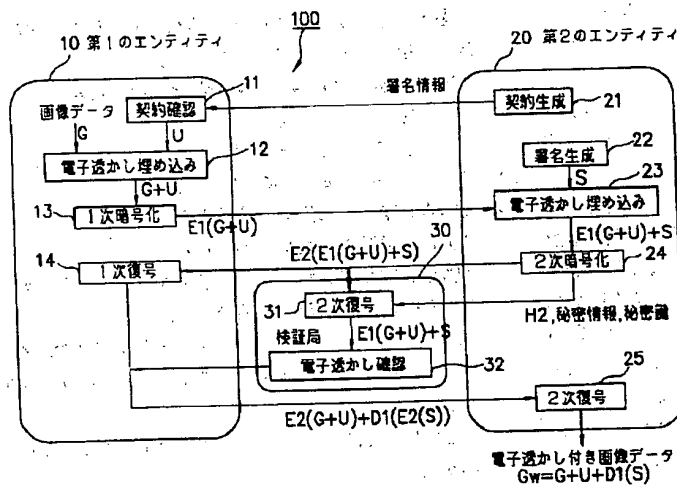 100
10 第1のエンティティ
20 第2のエンティティ
11
署名情報
画像データ
契約確認
契約生成
21
G
U
12
22
署名生成
電子透かし埋め込み
S
23
G+U
電子透かし埋め込み
13
1次暗号化
E1(G+U)
E1(G+U)+S
30
14
E2(E1(G+U)+S)
1次復号
2次暗号化
24
31
2次復号
H2,秘密情報,秘密鍵
検証局
E1(G+U)+S
電子透かし確認
32
25
2次復号
E2(G+U)+D1(E2(S))
電子透かし付き画像データ
Gw=G+U+D1(S)